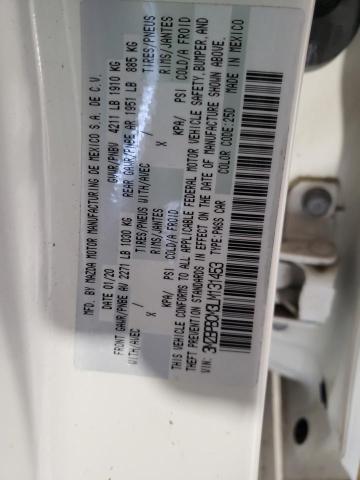 MFD. BY MAZDA MOTOR MANUFACTURING DE MEXICO S.A. DE C.V.
DATE: 01/20 GVWR/PNBV 4211 LB 1910 KG
FRONT GAWR/PNBE AV 2271 LB 1030 KG REAR GAWR/PNBE AR 1951 LB 885 KG
WITH/AVEC TIRES/PNEUS WITH/AVEC TIRES/PNEUS
X RIMS/JANTES X RIMS/JANTES
KPA/ PSI COLD/A FROID KPA/ PSI COLD/A FROID
THIS VEHICLE CONFORMS TO ALL APPLICABLE FEDERAL MOTOR VEHICLE SAFETY, BUMPER, AND
THEFT PREVENTION STANDARDS IN EFFECT ON THE DATE OF MANUFACTURE SHOWN ABOVE.
VIN: TYPE: PASS CAR COLOR CODE: 25D MADE IN MEXICO